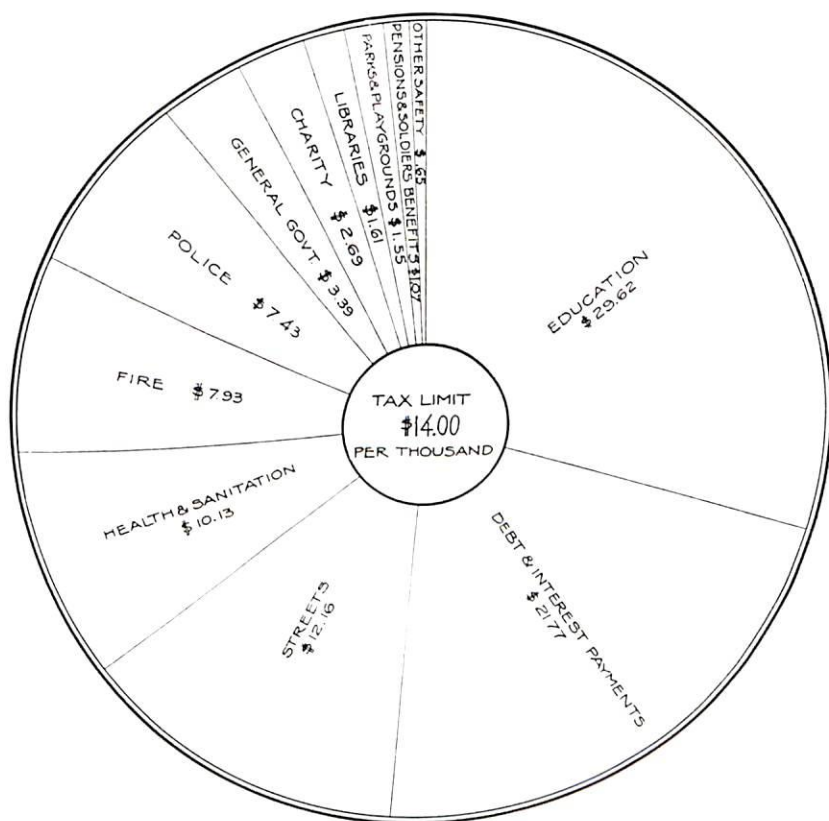 OTHER SAFETY $ .65
PENSIONS & SOLDIERS BENEFITS $1.07
PARKS & PLAYGROUNDS $1.55
LIBRARIES $1.61
CHARITY $2.69
GENERAL GOVT. $3.39
POLICE $7.43
FIRE $7.93
HEALTH & SANITATION
$10.13
STREETS
$12.16
DEBT & INTEREST PAYMENTS
$21.77
EDUCATION
$29.62
TAX LIMIT
$14.00
PER THOUSAND